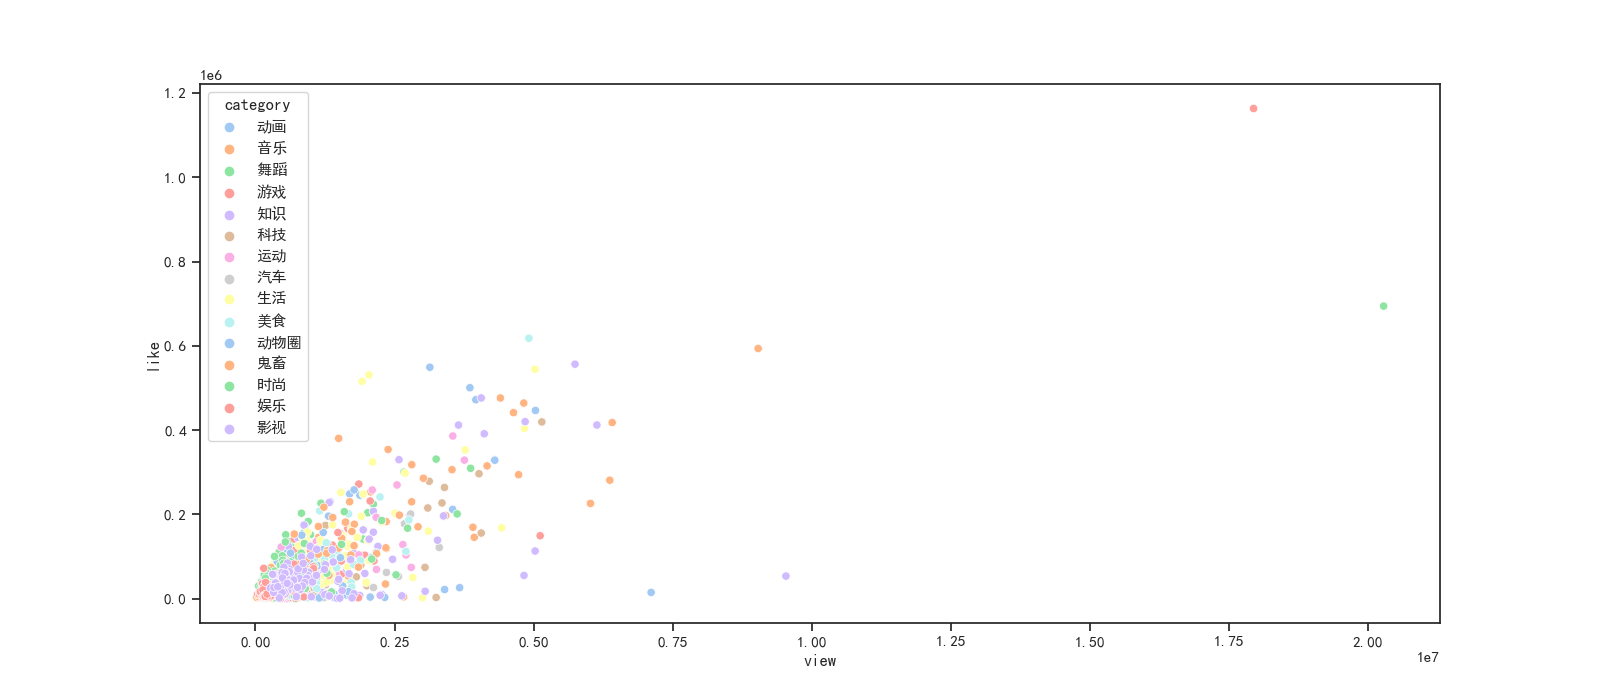 1e6
category
动画
音乐
舞蹈
游戏
知识
科技
运动
汽车
生活
美食
动物圈
鬼畜
时尚
娱乐
影视
1.2
1.0
0.8
0.6
0.4
0.2
0.0
like
0.00 0.25 0.50 0.75 1.00 1.25 1.50 1.75 2.00
view
1e7